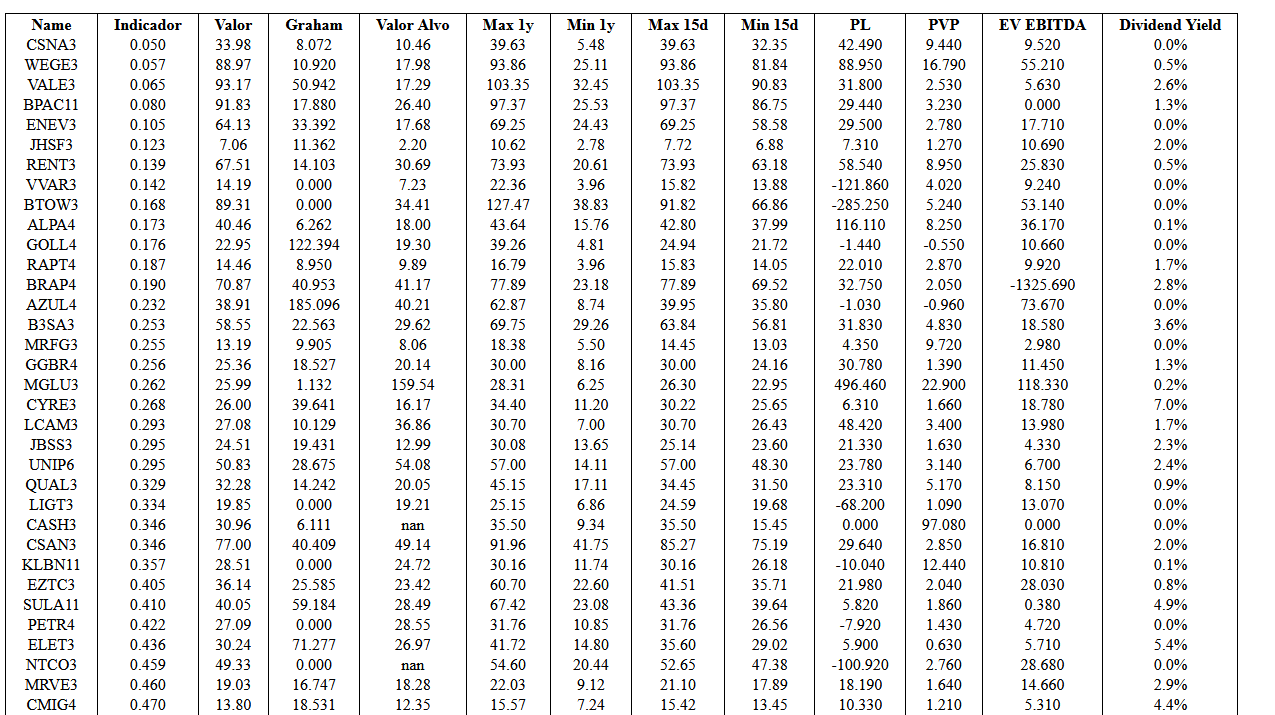 Name Indicador Valor Graham Valor Alvo Max 1y Min 1y Max 15d Min 15d PL PVP EV EBITDA Dividend Yield
CSNA3 0.050 33.98 8.072 10.46 39.63 5.48 39.63 32.35 42.490 9.440 9.520 0.0%
WEGE3 0.057 88.97 10.920 17.98 93.86 25.11 93.86 81.84 88.950 16.790 55.210 0.5%
VALE3 0.065 93.17 50.942 17.29 103.35 32.45 103.35 90.83 31.800 2.530 5.630 2.6%
BPAC11 0.080 91.83 17.880 26.40 97.37 25.53 97.37 86.75 29.440 3.230 0.000 1.3%
ENEV3 0.105 64.13 33.392 17.68 69.25 24.43 69.25 58.58 29.500 2.780 17.710 0.0%
JHSF3 0.123 7.06 11.362 2.20 10.62 2.78 7.72 6.88 7.310 1.270 10.690 2.0%
RENT3 0.139 67.51 14.103 30.69 73.93 20.61 73.93 63.18 58.540 8.950 25.830 0.5%
VVAR3 0.142 14.19 0.000 7.23 22.36 3.96 15.82 13.88 -121.860 4.020 9.240 0.0%
BTOW3 0.168 89.31 0.000 34.41 127.47 38.83 91.82 66.86 -285.250 5.240 53.140 0.0%
ALPA4 0.173 40.46 6.262 18.00 43.64 15.76 42.80 37.99 116.110 8.250 36.170 0.1%
GOLL4 0.176 22.95 122.394 19.30 39.26 4.81 24.94 21.72 -1.440 -0.550 10.660 0.0%
RAPT4 0.187 14.46 8.950 9.89 16.79 3.96 15.83 14.05 22.010 2.870 9.920 1.7%
BRAP4 0.190 70.87 40.953 41.17 77.89 23.18 77.89 69.52 32.750 2.050 -1325.690 2.8%
AZUL4 0.232 38.91 185.096 40.21 62.87 8.74 39.95 35.80 -1.030 -0.960 73.670 0.0%
B3SA3 0.253 58.55 22.563 29.62 69.75 29.26 63.84 56.81 31.830 4.830 18.580 3.6%
MRFG3 0.255 13.19 9.905 8.06 18.38 5.50 14.45 13.03 4.350 9.720 2.980 0.0%
GGBR4 0.256 25.36 18.527 20.14 30.00 8.16 30.00 24.16 30.780 1.390 11.450 1.3%
MGLU3 0.262 25.99 1.132 159.54 28.31 6.25 26.30 22.95 496.460 22.900 118.330 0.2%
CYRE3 0.268 26.00 39.641 16.17 34.40 11.20 30.22 25.65 6.310 1.660 18.780 7.0%
LCAM3 0.293 27.08 10.129 36.86 30.70 7.00 30.70 26.43 48.420 3.400 13.980 1.7%
JBSS3 0.295 24.51 19.431 12.99 30.08 13.65 25.14 23.60 21.330 1.630 4.330 2.3%
UNIP6 0.295 50.83 28.675 54.08 57.00 14.11 57.00 48.30 23.780 3.140 6.700 2.4%
QUAL3 0.329 32.28 14.242 20.05 45.15 17.11 34.45 31.50 23.310 5.170 8.150 0.9%
LIGT3 0.334 19.85 0.000 19.21 25.15 6.86 24.59 19.68 -68.200 1.090 13.070 0.0%
CASH3 0.346 30.96 6.111 nan 35.50 9.34 35.50 15.45 0.000 97.080 0.000 0.0%
CSAN3 0.346 77.00 40.409 49.14 91.96 41.75 85.27 75.19 29.640 2.850 16.810 2.0%
KLBN11 0.357 28.51 0.000 24.72 30.16 11.74 30.16 26.18 -10.040 12.440 10.810 0.1%
EZTC3 0.405 36.14 25.585 23.42 60.70 22.60 41.51 35.71 21.980 2.040 28.030 0.8%
SULA11 0.410 40.05 59.184 28.49 67.42 23.08 43.36 39.64 5.820 1.860 0.380 4.9%
PETR4 0.422 27.09 0.000 28.55 31.76 10.85 31.76 26.56 -7.920 1.430 4.720 0.0%
ELET3 0.436 30.24 71.277 26.97 41.72 14.80 35.60 29.02 5.900 0.630 5.710 5.4%
NTCO3 0.459 49.33 0.000 nan 54.60 20.44 52.65 47.38 -100.920 2.760 28.680 0.0%
MRVE3 0.460 19.03 16.747 18.28 22.03 9.12 21.10 17.89 18.190 1.640 14.660 2.9%
CMIG4 0.470 13.80 18.531 12.35 15.57 7.24 15.42 13.45 10.330 1.210 5.310 4.4%